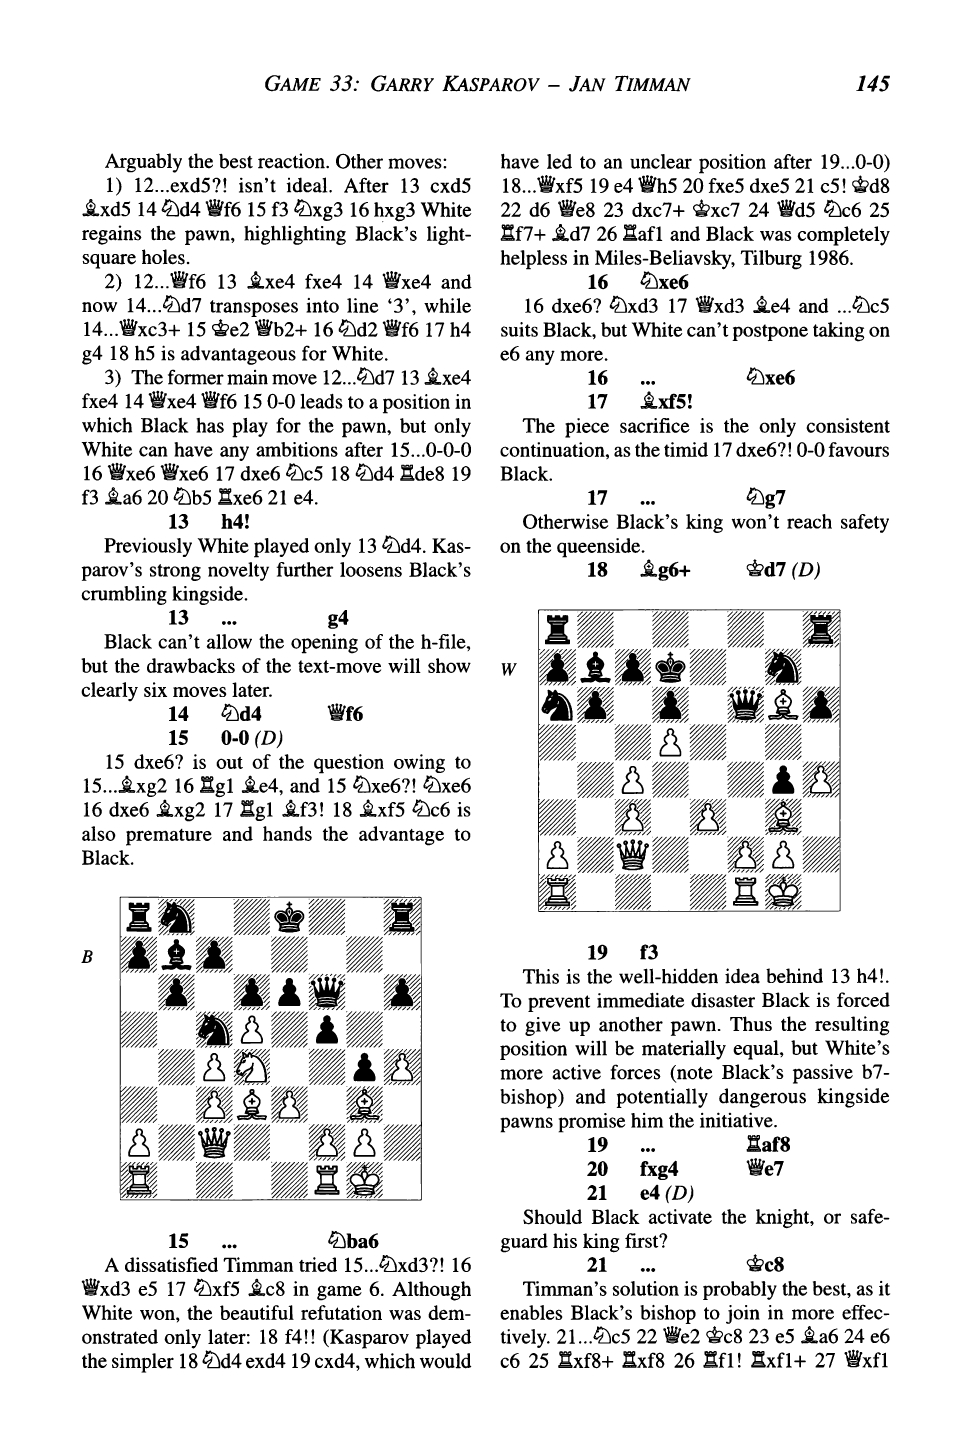 GAME 33: GARRY KASPAROV – JAN TIMMAN 145
Arguably the best reaction. Other moves:
1) 12...exd5?! isn't ideal. After 13 cxd5
♗xd5 14 ♘d4 ♕f6 15 f3 ♘xg3 16 hxg3 White
regains the pawn, highlighting Black's light-
square holes.
2) 12...♕f6 13 ♗xe4 fxe4 14 ♕xe4 and
now 14...♘d7 transposes into line '3', while
14...♕xc3+ 15 ♔e2 ♕b2+ 16 ♘d2 ♕f6 17 h4
g4 18 h5 is advantageous for White.
3) The former main move 12...♘d7 13 ♗xe4
fxe4 14 ♕xe4 ♕f6 15 0-0 leads to a position in
which Black has play for the pawn, but only
White can have any ambitions after 15...0-0-0
16 ♕xe6 ♕xe6 17 dxe6 ♘c5 18 ♘d4 ♖de8 19
f3 ♗a6 20 ♘b5 ♖xe6 21 e4.
13 h4!
Previously White played only 13 ♘d4. Kas-
parov's strong novelty further loosens Black's
crumbling kingside.
13 ... g4
Black can't allow the opening of the h-file,
but the drawbacks of the text-move will show
clearly six moves later.
14 ♘d4 ♕f6
15 0-0 (D)
15 dxe6? is out of the question owing to
15...♗xg2 16 ♖g1 ♗e4, and 15 ♘xe6?! ♘xe6
16 dxe6 ♗xg2 17 ♖g1 ♗f3! 18 ♗xf5 ♘c6 is
also premature and hands the advantage to
Black.
B
15 ... ♘ba6
A dissatisfied Timman tried 15...♘xd3?! 16
♕xd3 e5 17 ♘xf5 ♗c8 in game 6. Although
White won, the beautiful refutation was dem-
onstrated only later: 18 f4!! (Kasparov played
the simpler 18 ♘d4 exd4 19 cxd4, which would
have led to an unclear position after 19...0-0)
18...♕xf5 19 e4 ♕h5 20 fxe5 dxe5 21 c5! ♔d8
22 d6 ♕e8 23 dxc7+ ♔xc7 24 ♕d5 ♘c6 25
♖f7+ ♗d7 26 ♖af1 and Black was completely
helpless in Miles-Beliavsky, Tilburg 1986.
16 ♘xe6
16 dxe6? ♘xd3 17 ♕xd3 ♗e4 and ...♘c5
suits Black, but White can't postpone taking on
e6 any more.
16 ... ♘xe6
17 ♗xf5!
The piece sacrifice is the only consistent
continuation, as the timid 17 dxe6?! 0-0 favours
Black.
17 ... ♘g7
Otherwise Black's king won't reach safety
on the queenside.
18 ♗g6+ ♔d7 (D)
W
19 f3
This is the well-hidden idea behind 13 h4!.
To prevent immediate disaster Black is forced
to give up another pawn. Thus the resulting
position will be materially equal, but White's
more active forces (note Black's passive b7-
bishop) and potentially dangerous kingside
pawns promise him the initiative.
19 ... ♖af8
20 fxg4 ♕e7
21 e4 (D)
Should Black activate the knight, or safe-
guard his king first?
21 ... ♔c8
Timman's solution is probably the best, as it
enables Black's bishop to join in more effec-
tively. 21...♘c5 22 ♕e2 ♔c8 23 e5 ♗a6 24 e6
c6 25 ♖xf8+ ♖xf8 26 ♖f1! ♖xf1+ 27 ♕xf1